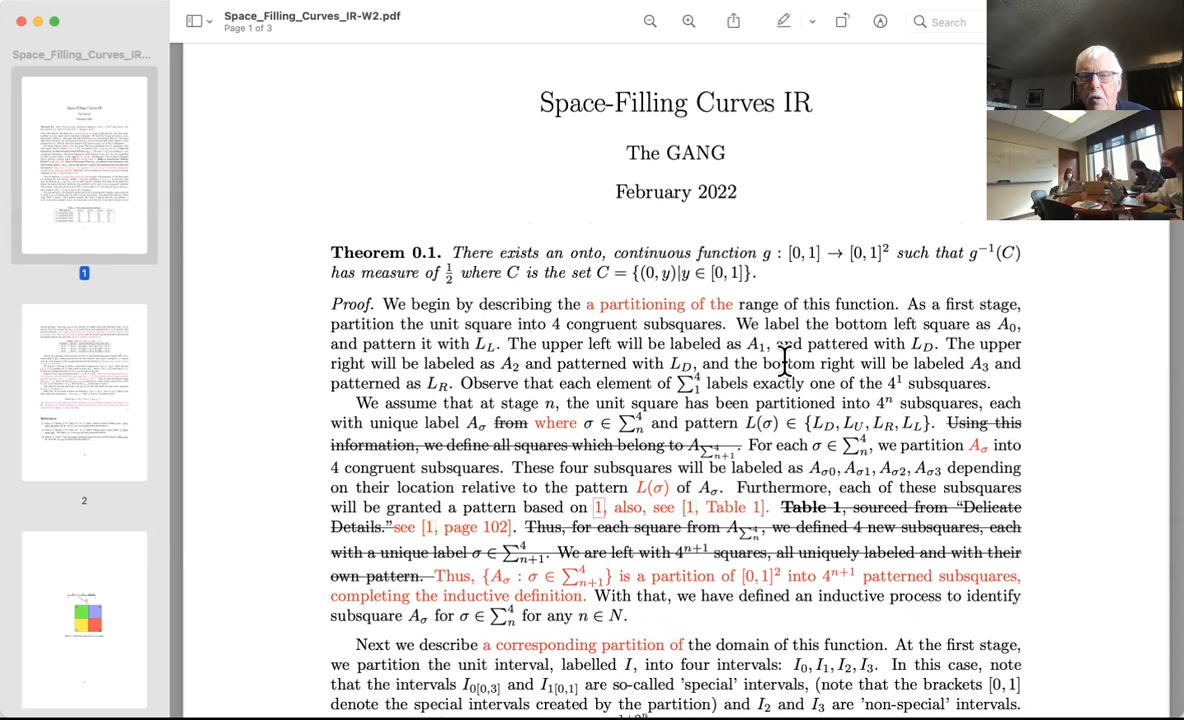 Space_Filling_Curves_IR-W2.pdf
Page 1 of 3
Search
Space_Filling_Curves_IR...
1
2
Space-Filling Curves IR
The GANG
February 2022
Theorem 0.1. There exists an onto, continuous function g : [0, 1] → [0, 1]² such that g⁻¹(C)
has measure of 1/2 where C is the set C = {(0, y)|y ∈ [0, 1]}.
Proof. We begin by describing the a partitioning of the range of this function. As a first stage,
partition the unit square into 4 congruent subsquares. We label the bottom left square as A₀,
and pattern it with L_L. The upper left will be labeled as A₁, and pattered with L_D. The upper
right will be labeled as A₂ and patterned with L_D, and the bottom right will be labeled A₃ and
patterned as L_R. Observe that each element of ∑₁⁴ labels exactly one of the 4¹ subsquares.
We assume that at stage n, the unit square has been partitioned into 4ⁿ subsquares, each
with unique label A_σ from where σ ∈ ∑ₙ⁴ and pattern L(σ) ∈ {L_D, L_U, L_R, L_L}. Using this
information, we define all squares which belong to A_{∑ₙ₊₁⁴}. For each σ ∈ ∑ₙ⁴, we partition A_σ into
4 congruent subsquares. These four subsquares will be labeled as A_σ0, A_σ1, A_σ2, A_σ3 depending
on their location relative to the pattern L(σ) of A_σ. Furthermore, each of these subsquares
will be granted a pattern based on 1, also, see [1, Table 1]. Table 1, sourced from “Delicate
Details.”see [1, page 102]. Thus, for each square from A_{∑ₙ⁴}, we defined 4 new subsquares, each
with a unique label σ ∈ ∑ₙ₊₁⁴. We are left with 4ⁿ⁺¹ squares, all uniquely labeled and with their
own pattern. Thus, {A_σ : σ ∈ ∑ₙ₊₁⁴} is a partition of [0, 1]² into 4ⁿ⁺¹ patterned subsquares,
completing the inductive definition. With that, we have defined an inductive process to identify
subsquare A_σ for σ ∈ ∑ₙ⁴ for any n ∈ N.
Next we describe a corresponding partition of the domain of this function. At the first stage,
we partition the unit interval, labelled I, into four intervals: I₀, I₁, I₂, I₃. In this case, note
that the intervals I₀[0,3] and I₁[0,1] are so-called 'special' intervals, (note that the brackets [0, 1]
denote the special intervals created by the partition) and I₂ and I₃ are 'non-special' intervals.